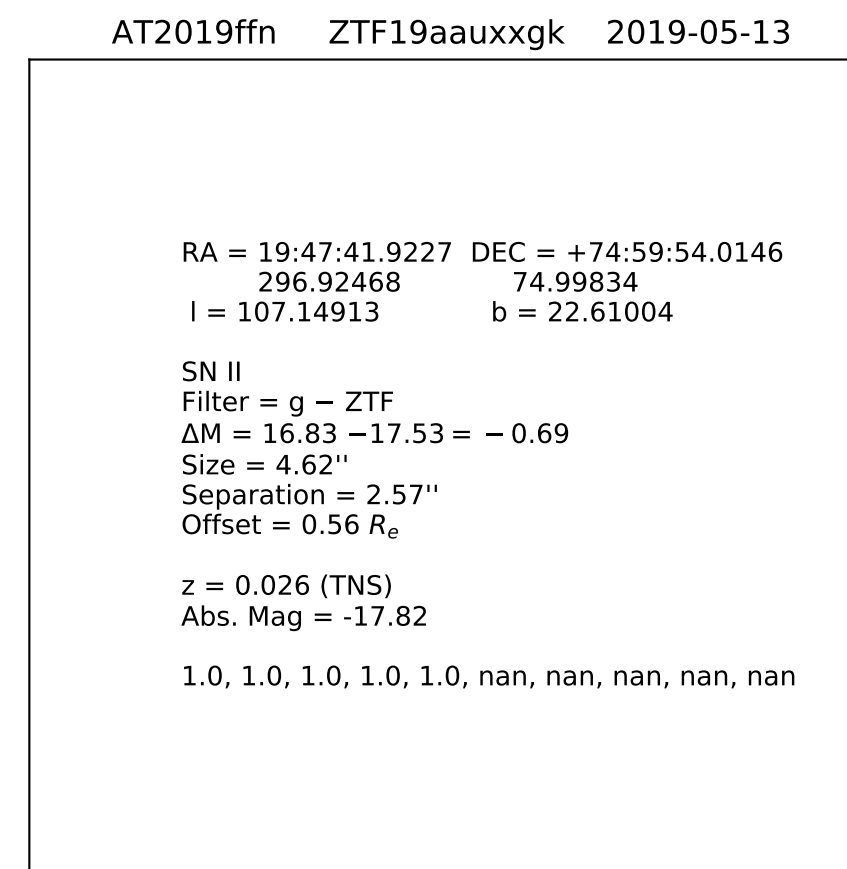 AT2019ffn ZTF19aauxxgk 2019-05-13
RA = 19:47:41.9227 DEC = +74:59:54.0146
296.92468 74.99834
l = 107.14913 b = 22.61004
SN II
Filter = g − ZTF
ΔM = 16.83 −17.53 = − 0.69
Size = 4.62''
Separation = 2.57''
Offset = 0.56 Rₑ
z = 0.026 (TNS)
Abs. Mag = -17.82
1.0, 1.0, 1.0, 1.0, 1.0, nan, nan, nan, nan, nan